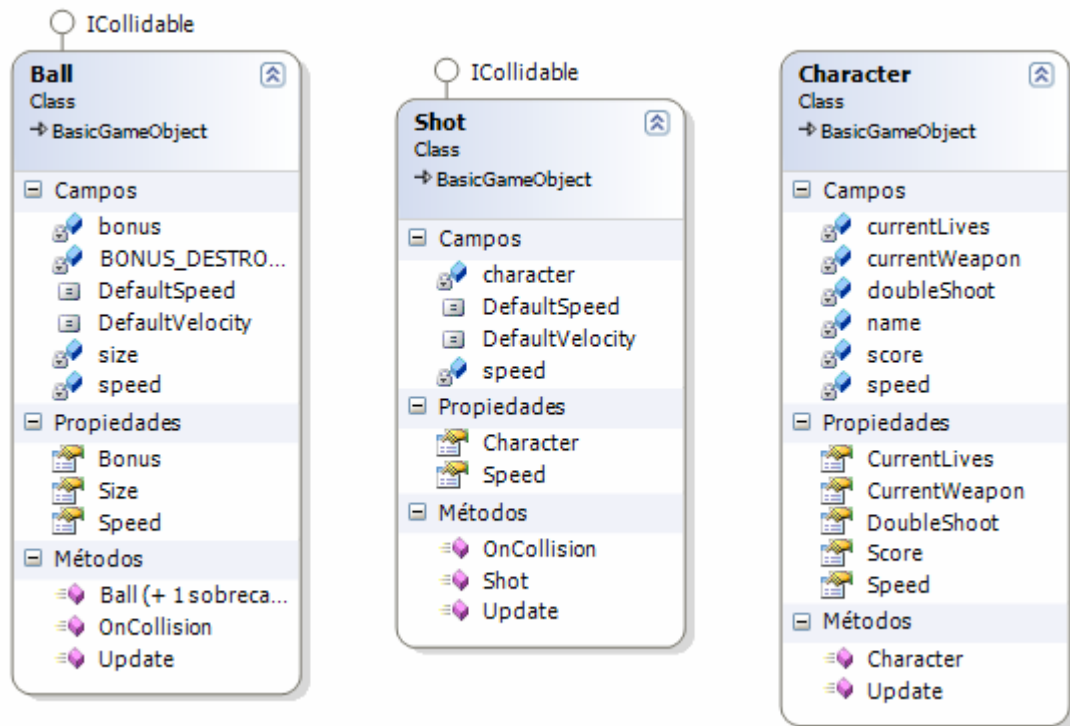 ICollidable
Ball
Class
BasicGameObject
Campos
bonus
BONUS_DESTRO...
DefaultSpeed
DefaultVelocity
size
speed
Propiedades
Bonus
Size
Speed
Métodos
Ball (+ 1 sobreca...
OnCollision
Update
ICollidable
Shot
Class
BasicGameObject
Campos
character
DefaultSpeed
DefaultVelocity
speed
Propiedades
Character
Speed
Métodos
OnCollision
Shot
Update
Character
Class
BasicGameObject
Campos
currentLives
currentWeapon
doubleShoot
name
score
speed
Propiedades
CurrentLives
CurrentWeapon
DoubleShoot
Score
Speed
Métodos
Character
Update